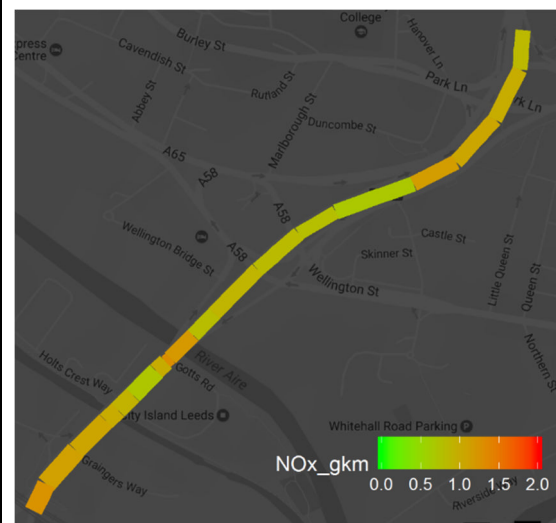 College
Burley St
Hanover Ln
press
Centre
Cavendish St
Park Ln
Rutland St
Abbey St
Marlborough St
rk Ln
Duncombe St
A65
A58
A58
Castle St
Wellington Bridge St
A58
Skinner St
Little Queen St
Queen St
Wellington St
Northern St
River Aire
Holts Crest Way
Gotts Rd
ity Island Leeds
Whitehall Road Parking
Graingers Way
NOx_gkm
0.0 0.5 1.0 1.5 2.0
Riverside Way